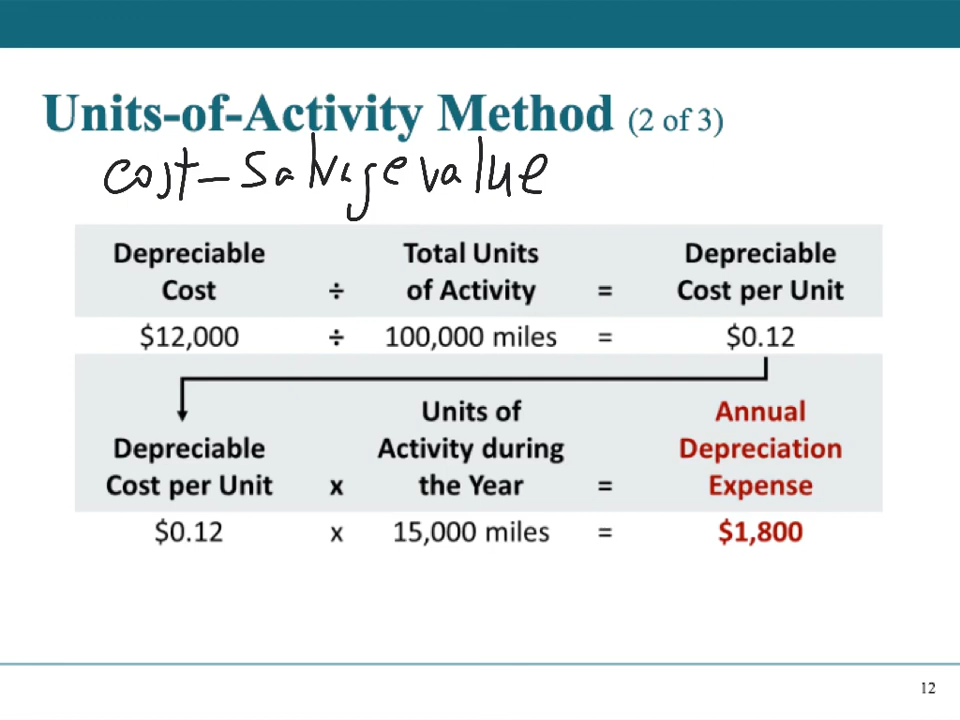 Units-of-Activity Method (2 of 3)
cost-salvage value
Depreciable Cost ÷ Total Units of Activity = Depreciable Cost per Unit
$12,000 ÷ 100,000 miles = $0.12
Depreciable Cost per Unit x Units of Activity during the Year = Annual Depreciation Expense
$0.12 x 15,000 miles = $1,800
12